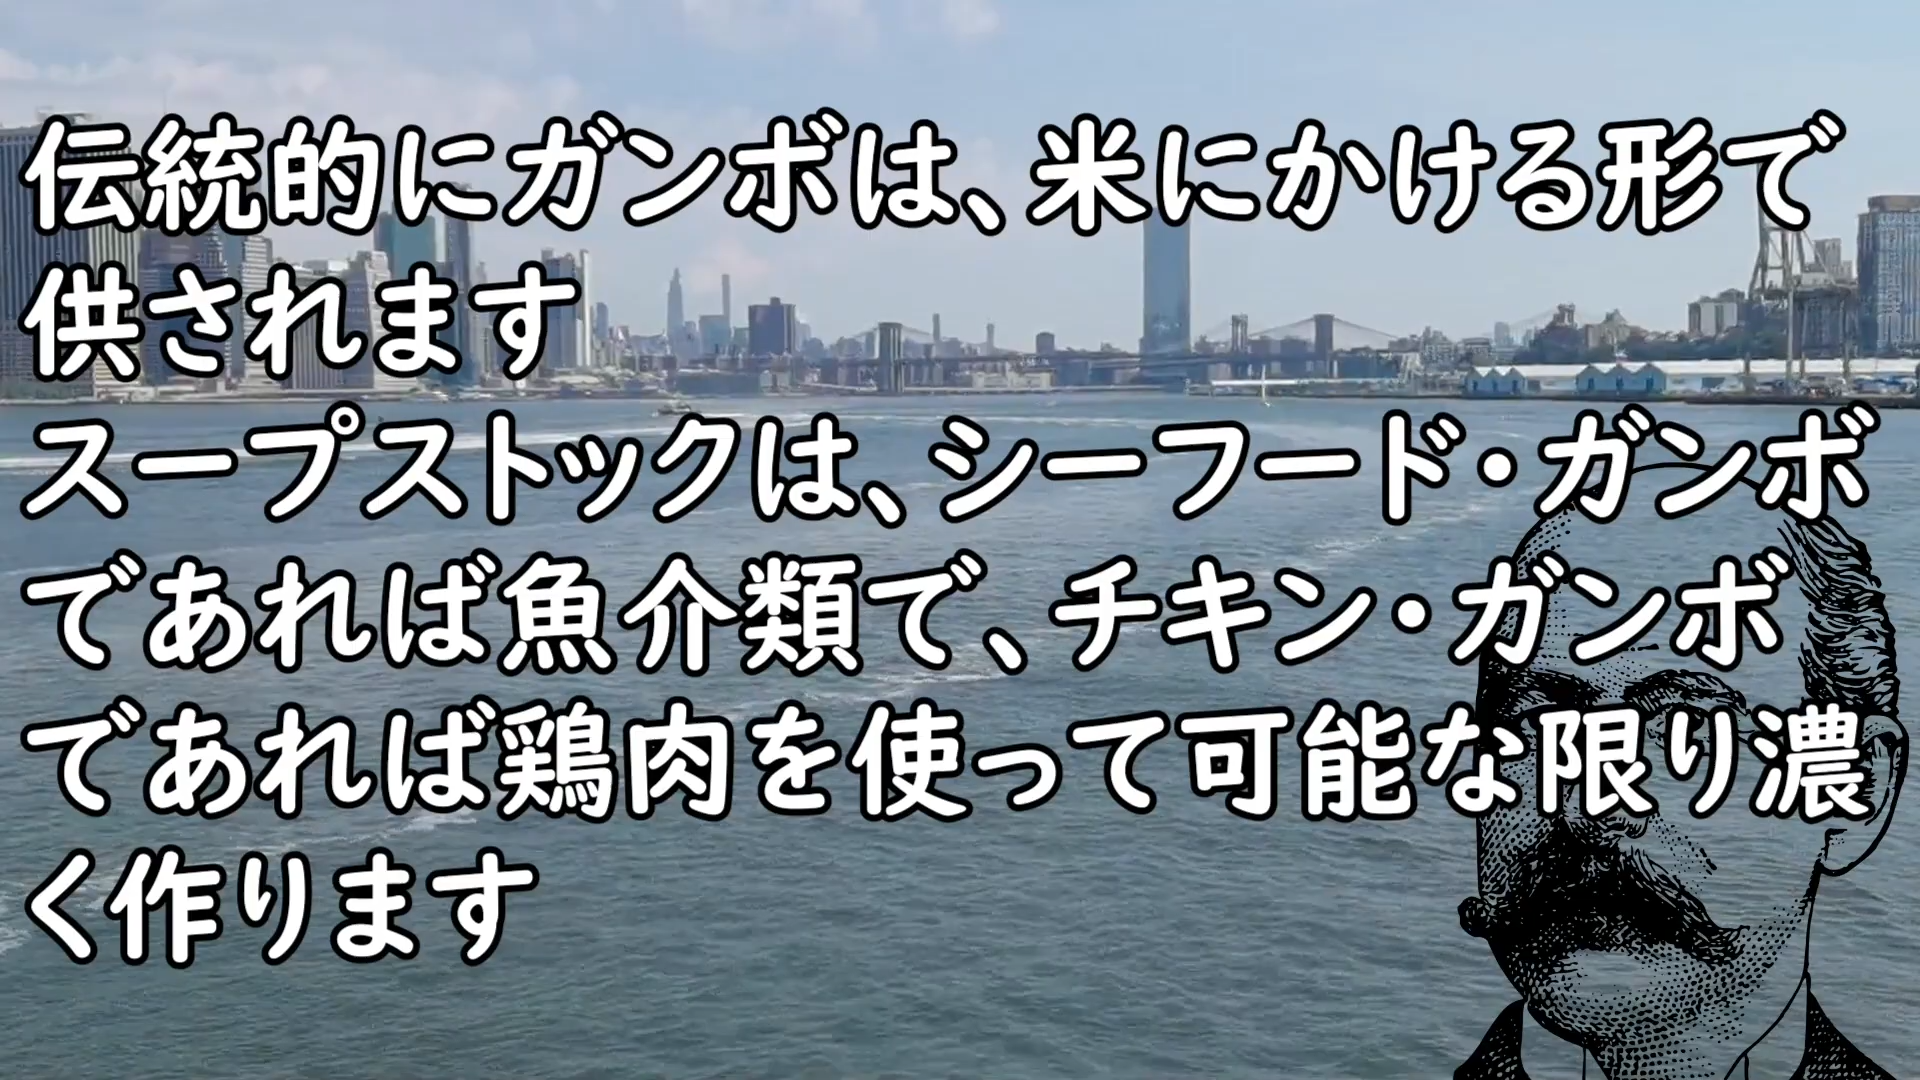 伝統的にガンボは、米にかける形で
供されます
スープストックは、シーフード・ガンボ
であれば魚介類で、チキン・ガンボ
であれば鶏肉を使って可能な限り濃
く作ります